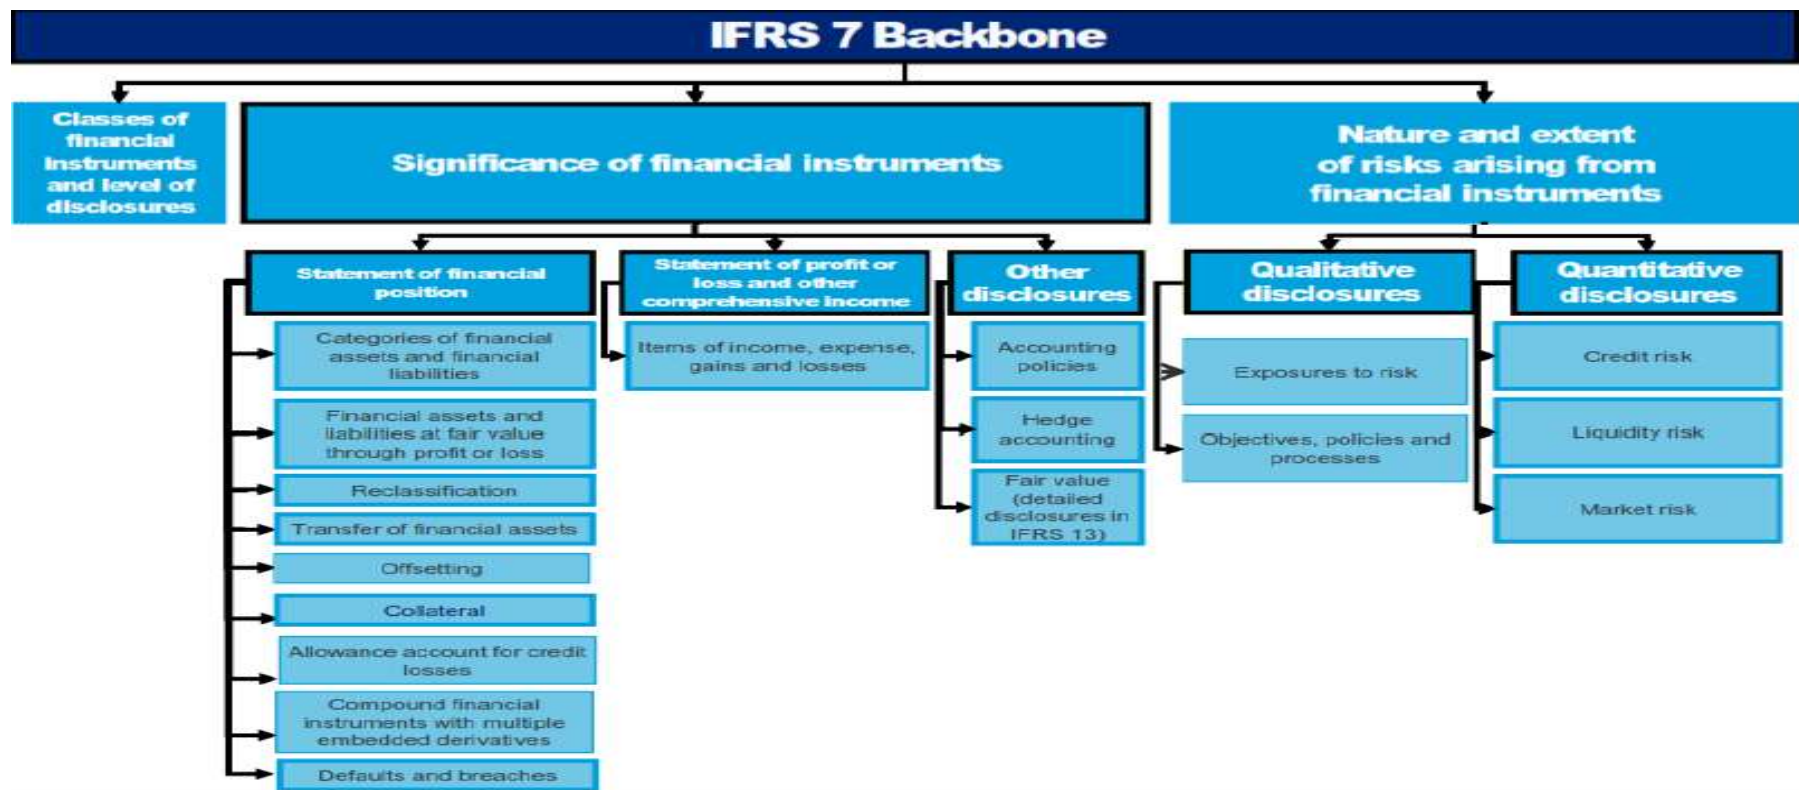 IFRS 7 Backbone
Classes of
financial
instruments
and level of
disclosures
Significance of financial instruments
Nature and extent
of risks arising from
financial instruments
Statement of financial
position
Categories of financial
assets and financial
liabilities
Financial assets and
liabilities at fair value
through profit or loss
Reclassification
Transfer of financial assets
Offsetting
Collateral
Allowance account for credit
losses
Compound financial
instruments with multiple
embedded derivatives
Defaults and breaches
Statement of profit or
loss and other
comprehensive income
Items of income, expense,
gains and losses
Other
disclosures
Accounting
policies
Hedge
accounting
Fair value
(detailed
disclosures in
IFRS 13)
Qualitative
disclosures
Exposures to risk
Objectives, policies and
processes
Quantitative
disclosures
Credit risk
Liquidity risk
Market risk